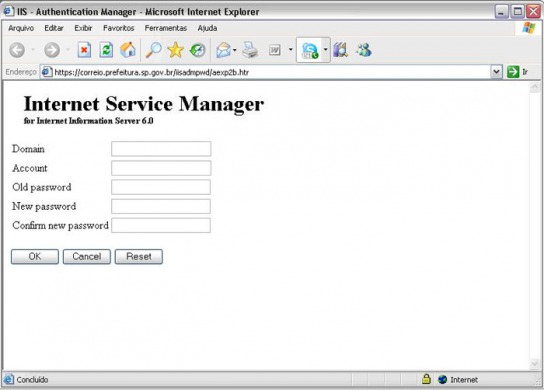 IIS - Authentication Manager - Microsoft Internet Explorer
Arquivo Editar Exibir Favoritos Ferramentas Ajuda
Endereço https://correio.prefeitura.sp.gov.br/iisadmpwd/aexp2b.htr Ir
Internet Service Manager
for Internet Information Server 6.0
Domain
Account
Old password
New password
Confirm new password
OK Cancel Reset
Concluído Internet